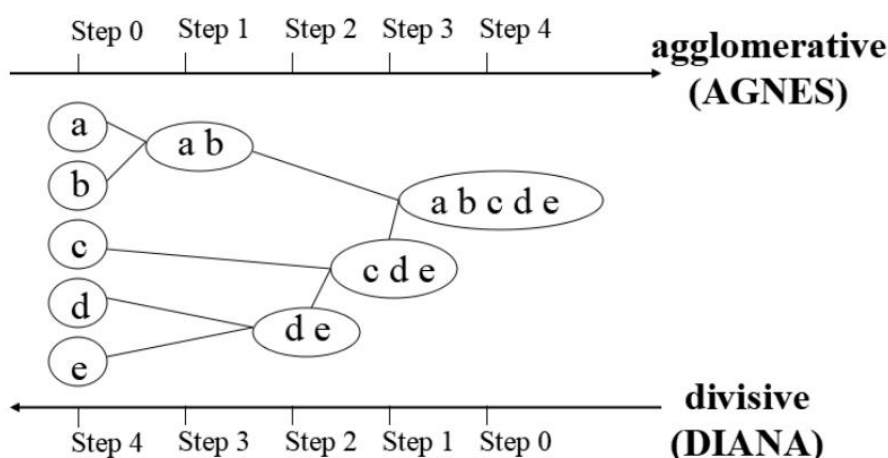 Step 0 Step 1 Step 2 Step 3 Step 4
agglomerative
(AGNES)
a
a b
b
a b c d e
c
c d e
d
d e
e
divisive
(DIANA)
Step 4 Step 3 Step 2 Step 1 Step 0